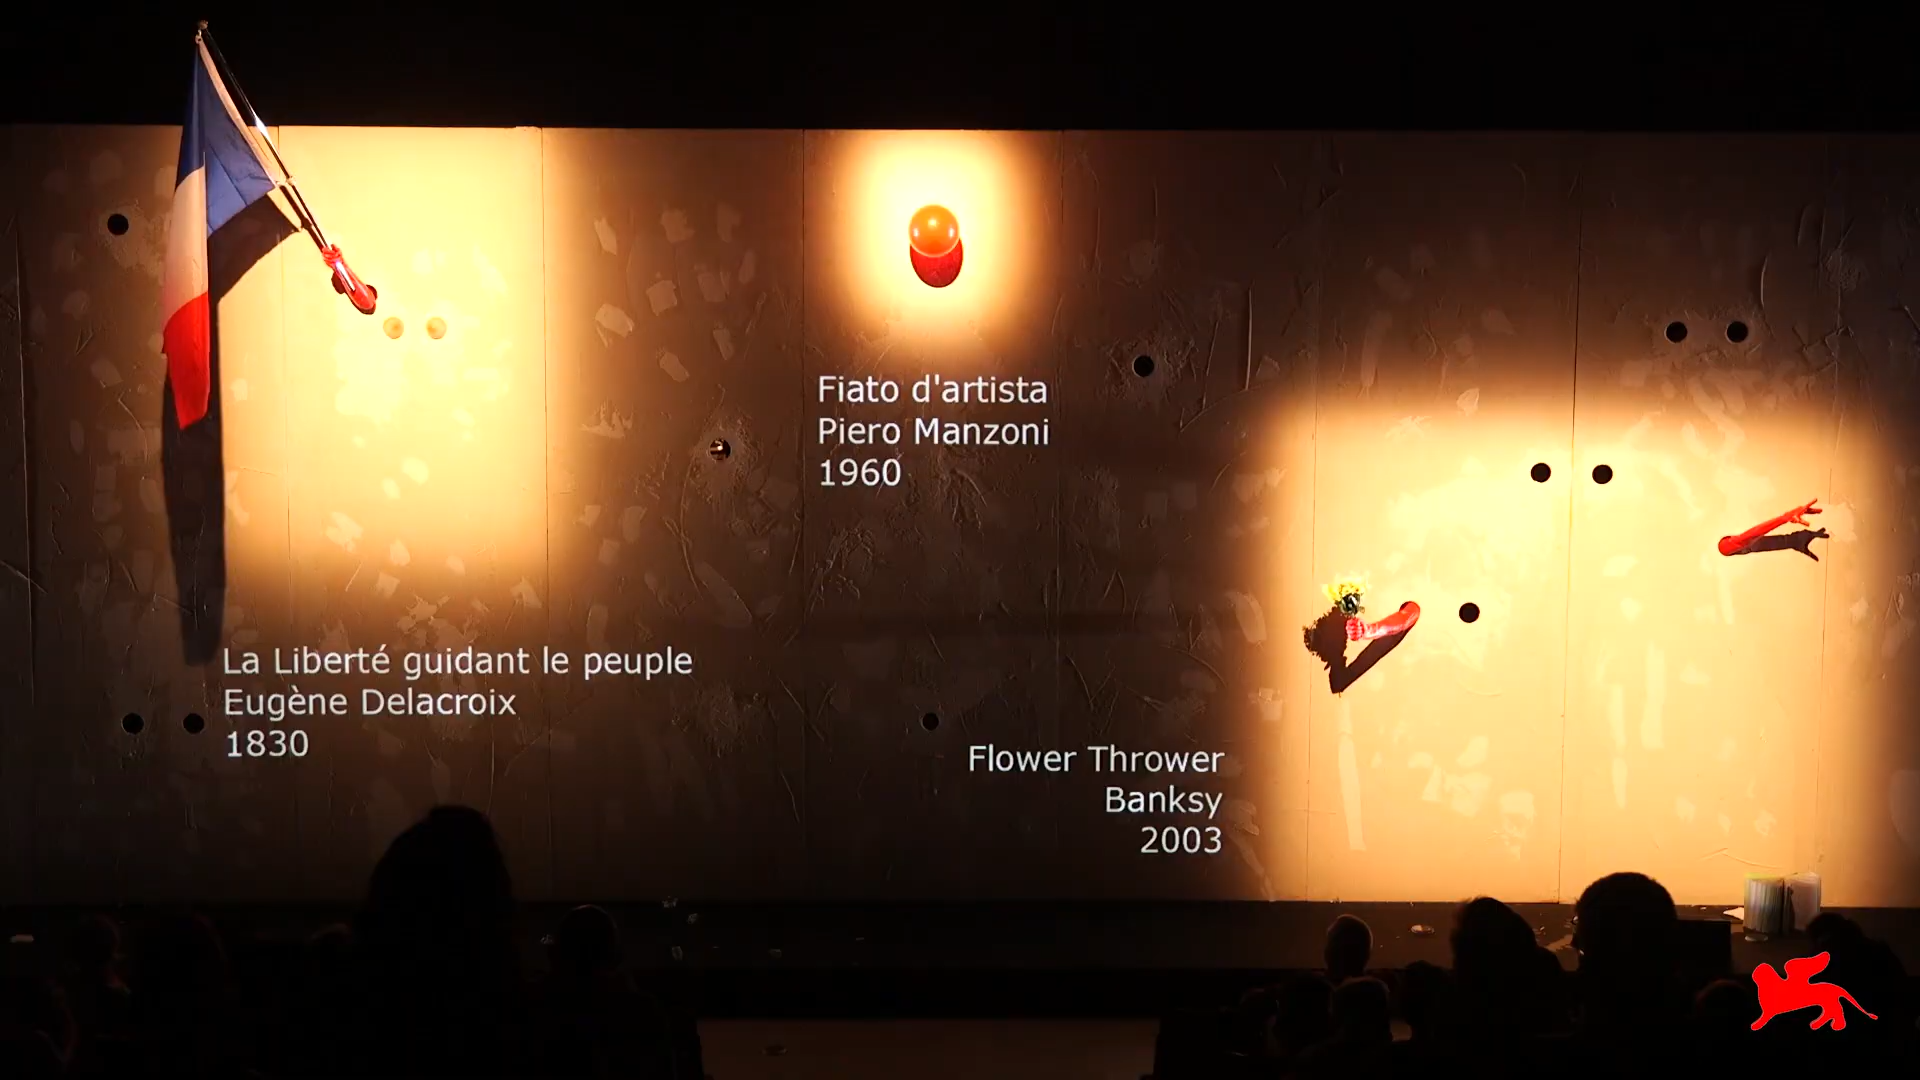 Fiato d'artista
Piero Manzoni
1960
La Liberté guidant le peuple
Eugène Delacroix
1830
Flower Thrower
Banksy
2003